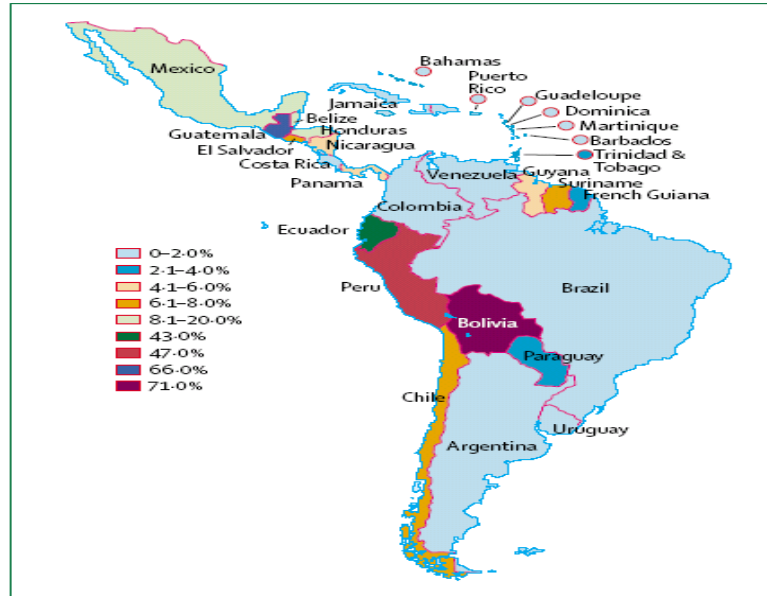 Mexico
Bahamas
Puerto
Rico
Guadeloupe
Dominica
Martinique
Barbados
Trinidad &
Tobago
Jamaica
Belize
Guatemala
Honduras
El Salvador
Nicaragua
Costa Rica
Panama
Venezuela
Guyana
Suriname
French Guiana
Colombia
Ecuador
Peru
Brazil
Bolivia
Paraguay
Chile
Argentina
Uruguay
0–2·0%
2·1–4·0%
4·1–6·0%
6·1–8·0%
8·1–20·0%
43·0%
47·0%
66·0%
71·0%